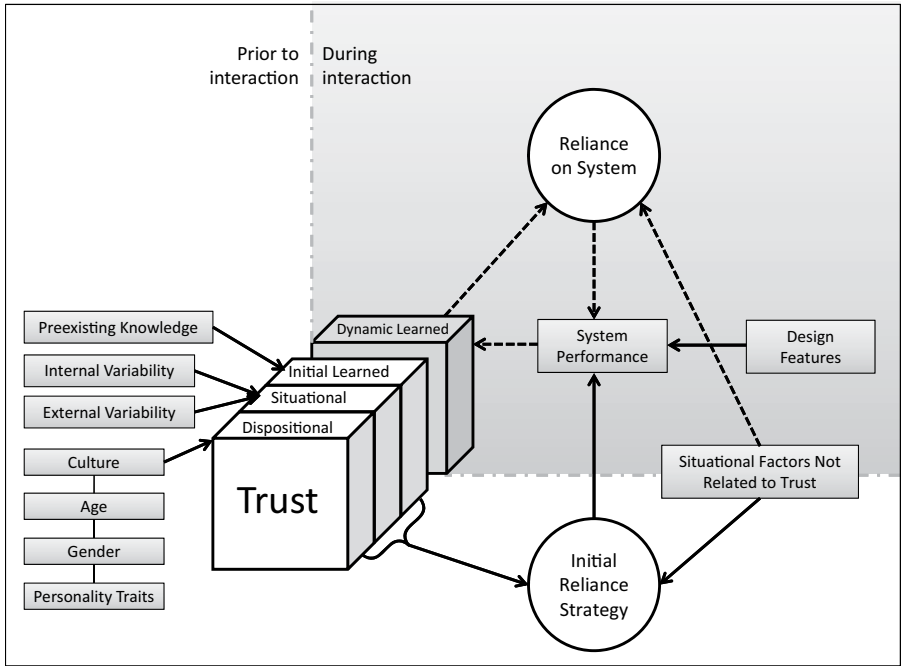 Prior to
interaction
During
interaction
Reliance
on System
Preexisting Knowledge
Internal Variability
External Variability
Culture
Age
Gender
Personality Traits
Dynamic Learned
Initial Learned
Situational
Dispositional
Trust
System
Performance
Design
Features
Situational Factors Not
Related to Trust
Initial
Reliance
Strategy